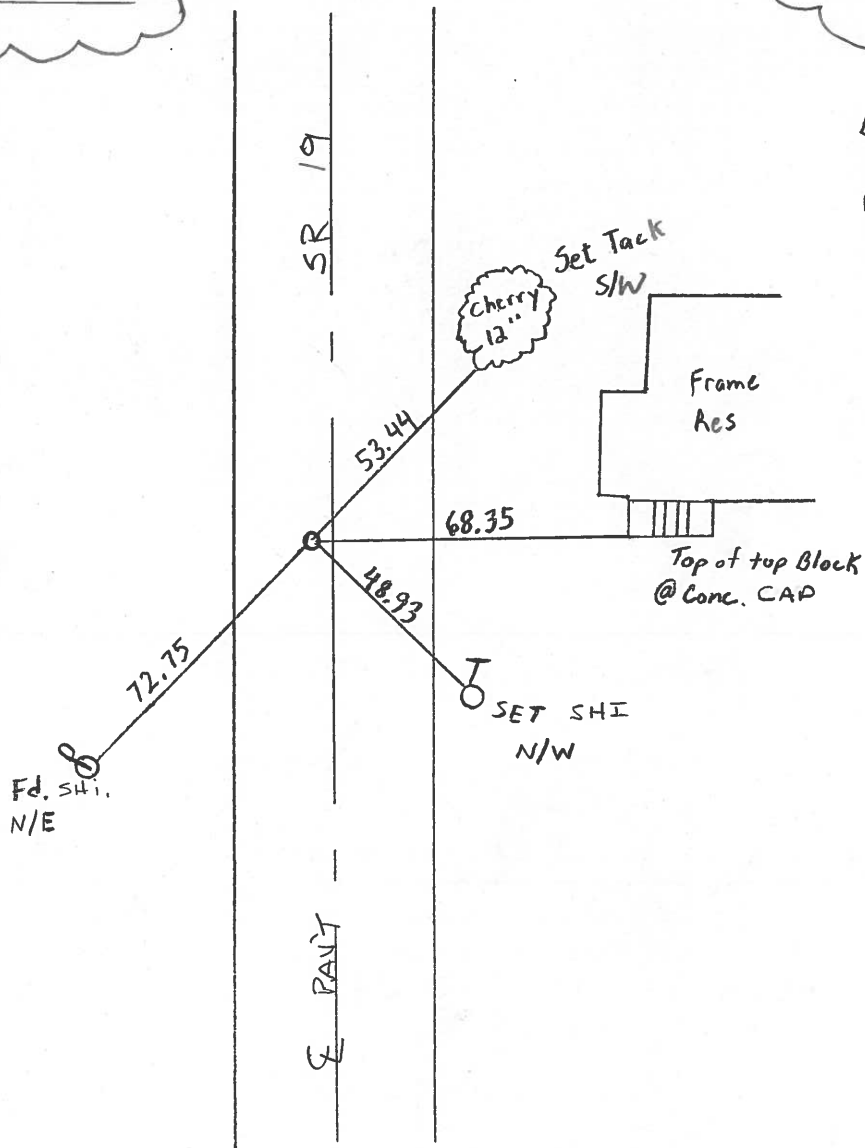 SR 19
Set Tack
S/W
Cherry
12"
Frame
Res
53.44
68.35
Top of top Block
@ Conc. CAP
48.93
72.75
SET SHI
N/W
Fd. SHi.
N/E
℄ PAV'T